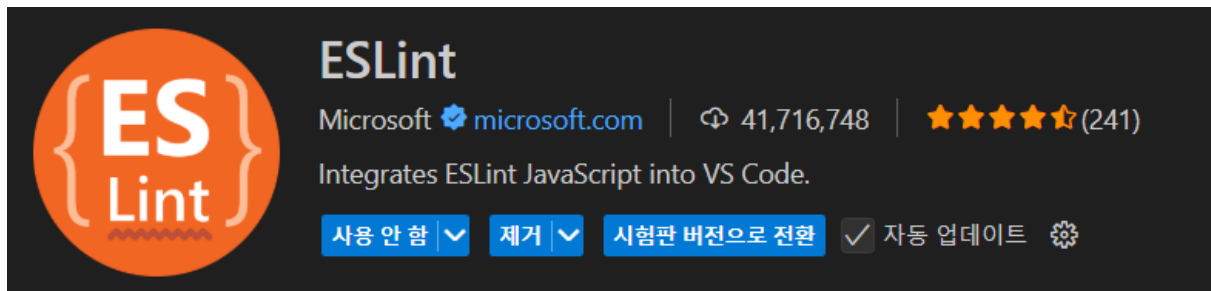 {ES
Lint}
ESLint
Microsoft microsoft.com 41,716,748 (241)
Integrates ESLint JavaScript into VS Code.
사용 안 함 제거 시험판 버전으로 전환 자동 업데이트